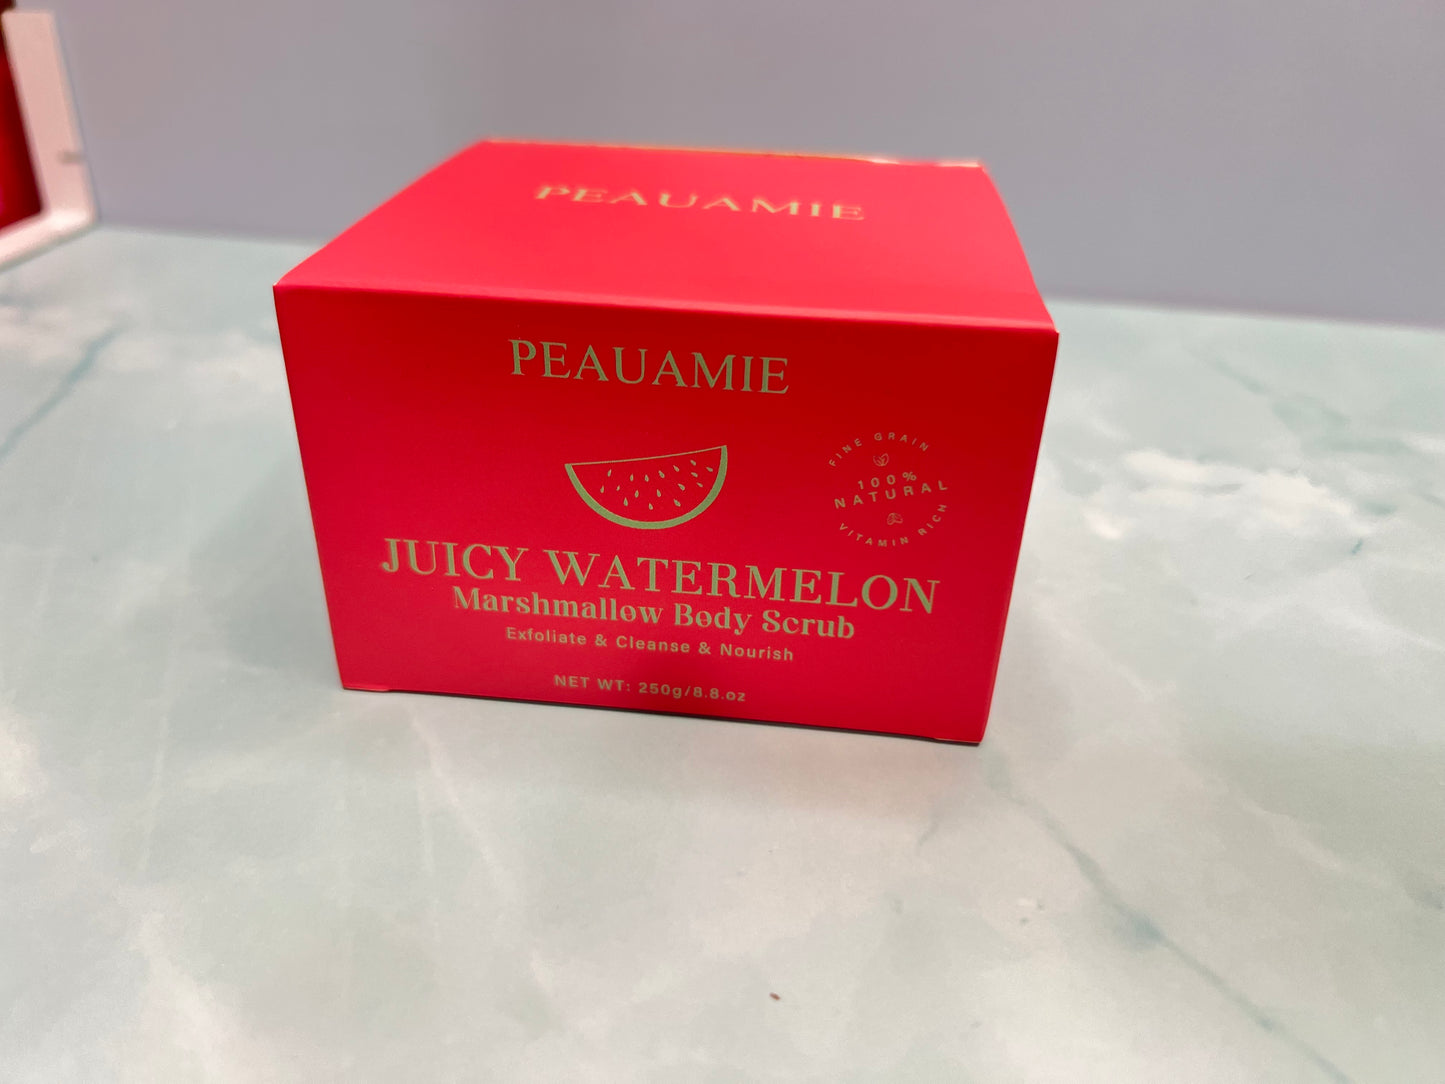 PEAUAMIE
PEAUAMIE
FINE GRAIN
100%
NATURAL
VITAMIN RICH
JUICY WATERMELON
Marshmallow Body Scrub
Exfoliate & Cleanse & Nourish
NET WT: 250g/8.8.oz